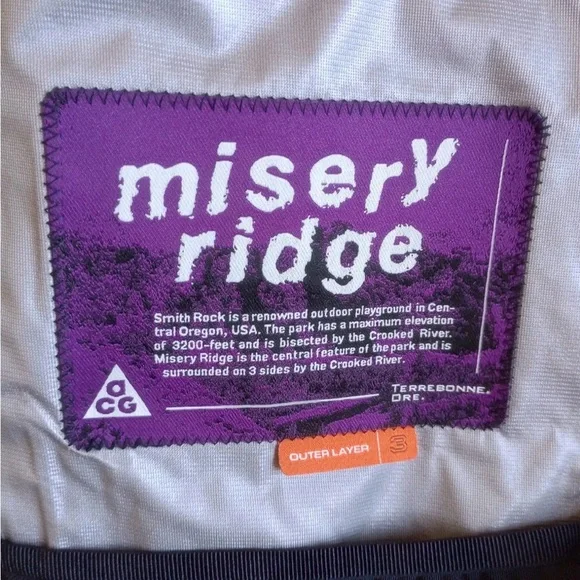 misery
ridge
Smith Rock is a renowned outdoor playground in Cen-
tral Oregon, USA. The park has a maximum elevation
of 3200-feet and is bisected by the Crooked River.
Misery Ridge is the central feature of the park and is
surrounded on 3 sides by the Crooked River.
aCG
TERREBONNE,
ORE.
OUTER LAYER 3